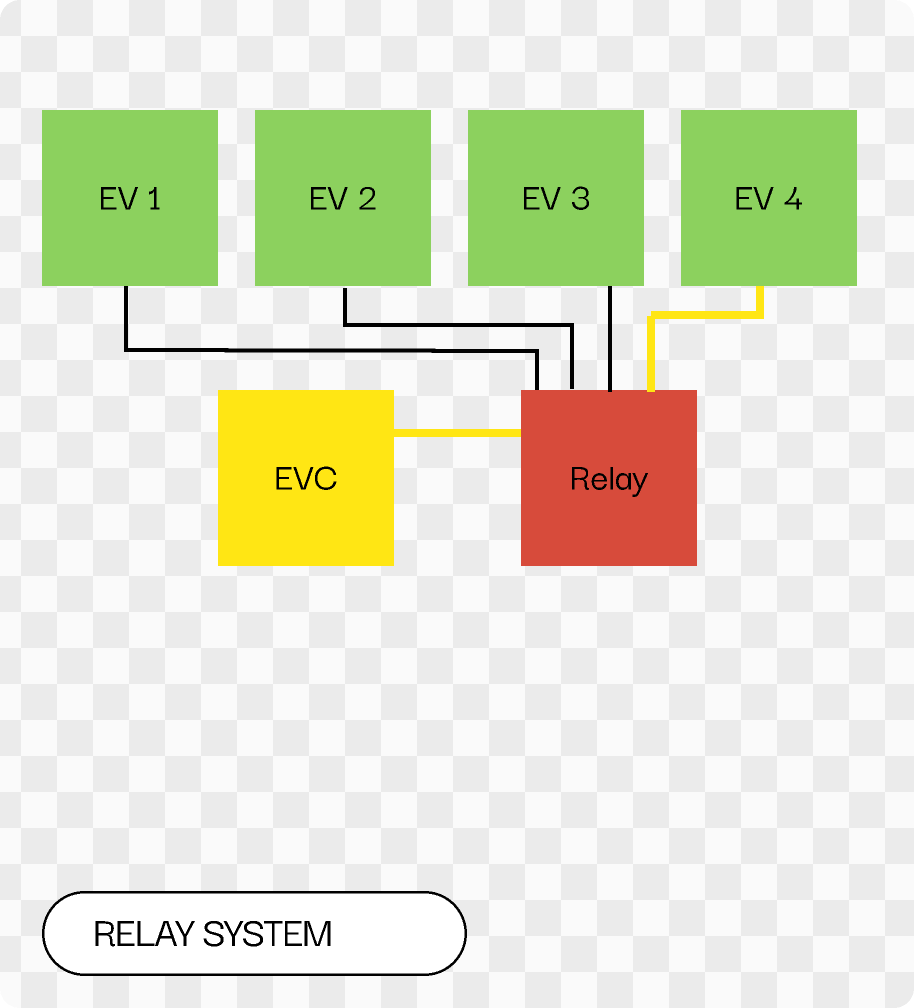 EV 1
EV 2
EV 3
EV 4
EVC
Relay
RELAY SYSTEM